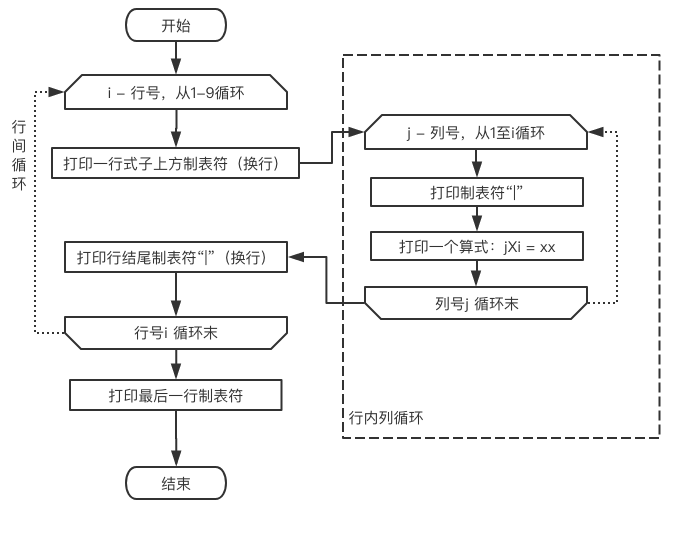 开始
i - 行号，从1-9循环
行
间
循
环
打印一行式子上方制表符（换行）
j - 列号，从1至i循环
打印制表符“|”
打印一个算式：jXi = xx
列号j 循环末
打印行结尾制表符“|”（换行）
行号i 循环末
打印最后一行制表符
行内列循环
结束